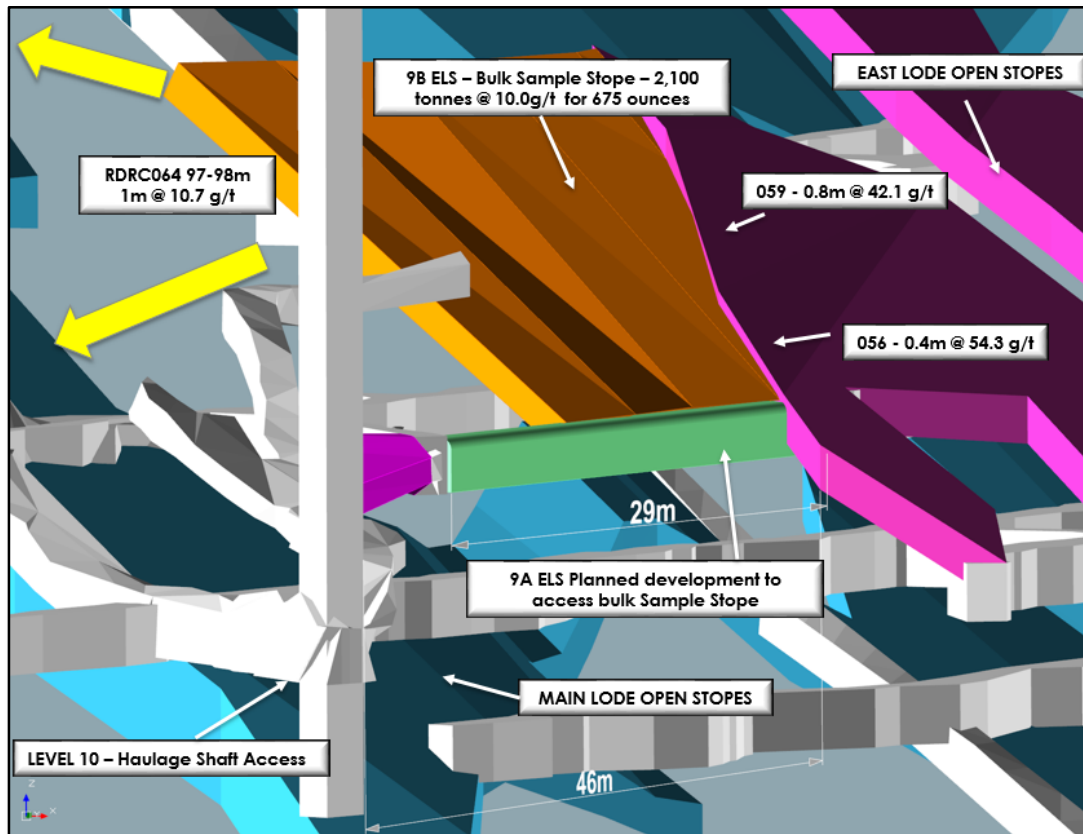 9B ELS – Bulk Sample Stope – 2,100
tonnes @ 10.0g/t for 675 ounces
EAST LODE OPEN STOPES
RDRC064 97-98m
1m @ 10.7 g/t
059 - 0.8m @ 42.1 g/t
056 - 0.4m @ 54.3 g/t
29m
9A ELS Planned development to
access bulk Sample Stope
MAIN LODE OPEN STOPES
LEVEL 10 – Haulage Shaft Access
46m
Z
X